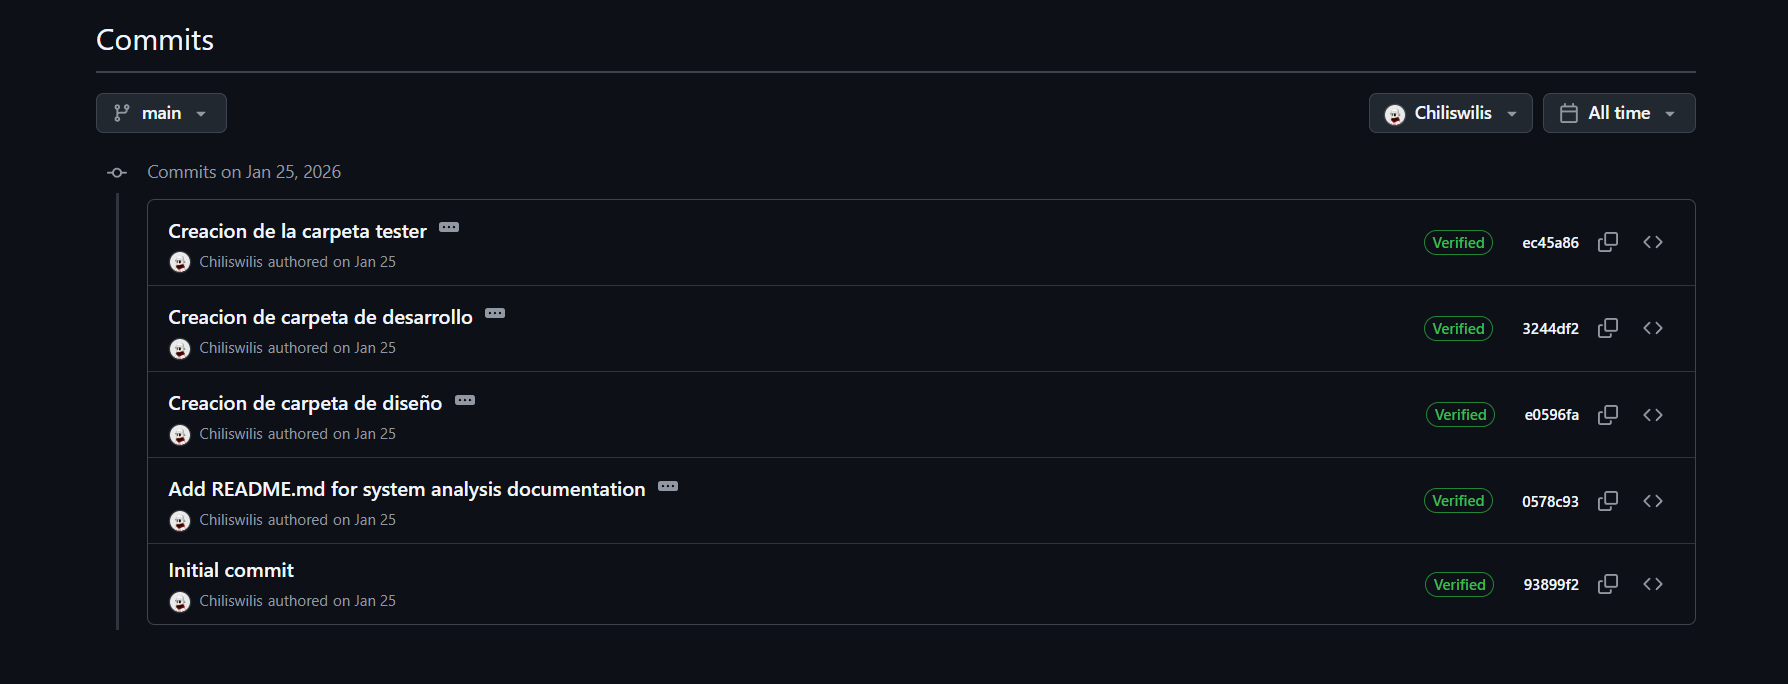 Commits
main
Chiliswilis
All time
Commits on Jan 25, 2026
Creacion de la carpeta tester
Chiliswilis authored on Jan 25
Verified
ec45a86
Creacion de carpeta de desarrollo
Chiliswilis authored on Jan 25
Verified
3244df2
Creacion de carpeta de diseño
Chiliswilis authored on Jan 25
Verified
e0596fa
Add README.md for system analysis documentation
Chiliswilis authored on Jan 25
Verified
0578c93
Initial commit
Chiliswilis authored on Jan 25
Verified
93899f2